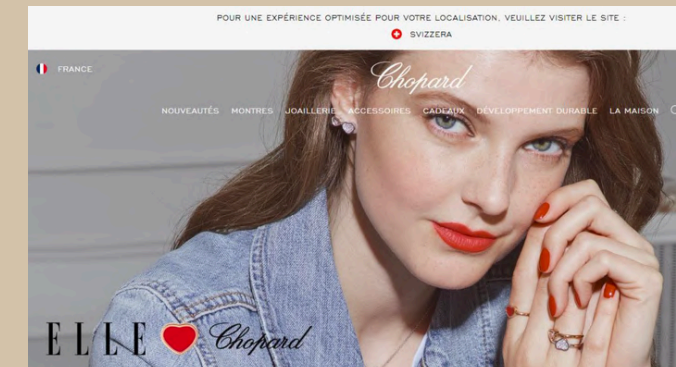 POUR UNE EXPÉRIENCE OPTIMISÉE POUR VOTRE LOCALISATION, VEUILLEZ VISITER LE SITE :
SVIZZERA
FRANCE
Chopard
NOUVEAUTÉS MONTRES JOAILLERIE ACCESSOIRES CADEAUX DÉVELOPPEMENT DURABLE LA MAISON
ELLE Chopard